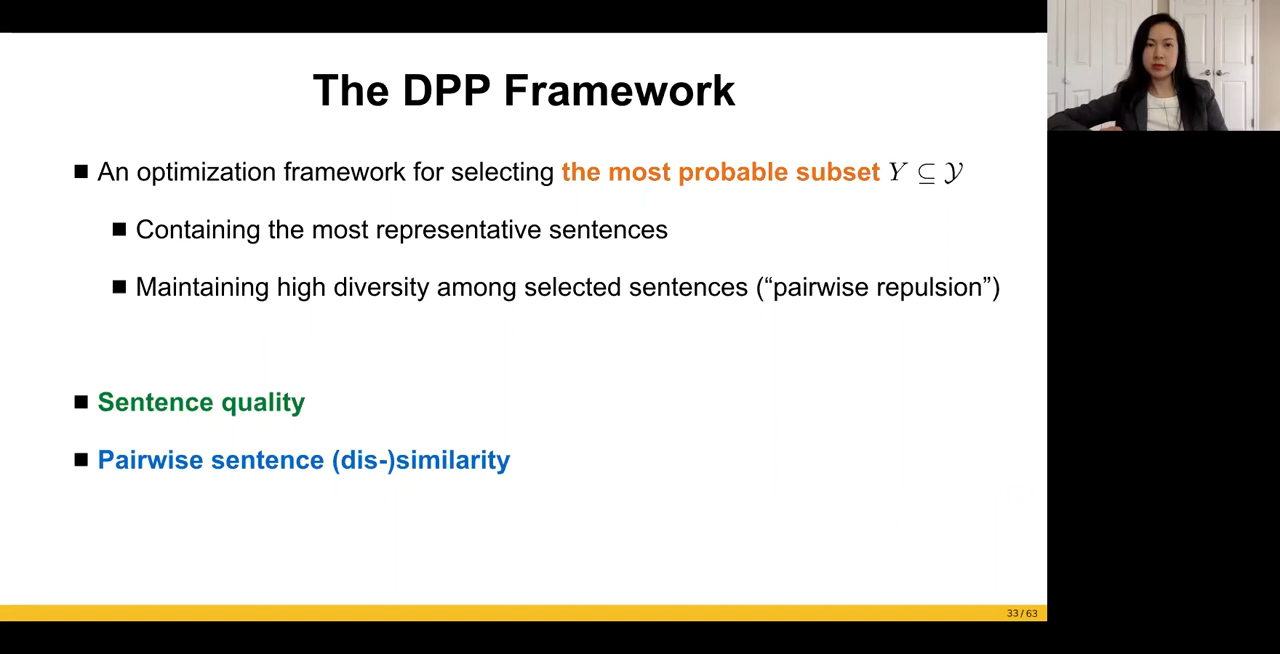 The DPP Framework
An optimization framework for selecting the most probable subset Y ⊆ 𝒴
Containing the most representative sentences
Maintaining high diversity among selected sentences (“pairwise repulsion”)
Sentence quality
Pairwise sentence (dis-)similarity
33 / 63